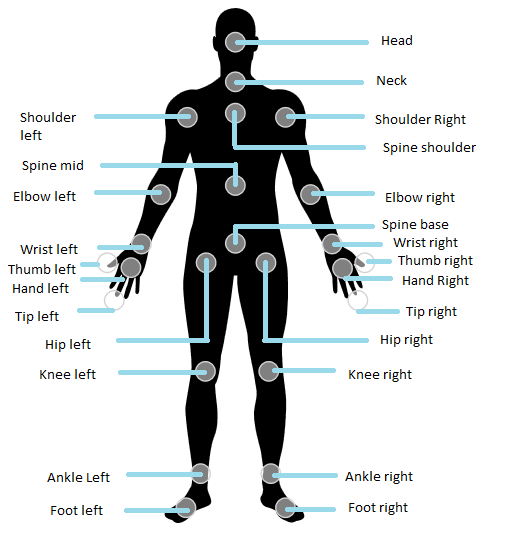 Head
Neck
Shoulder
left
Shoulder Right
Spine shoulder
Spine mid
Elbow left
Elbow right
Spine base
Wrist left
Wrist right
Thumb left
Thumb right
Hand left
Hand Right
Tip left
Tip right
Hip left
Hip right
Knee left
Knee right
Ankle Left
Ankle right
Foot left
Foot right